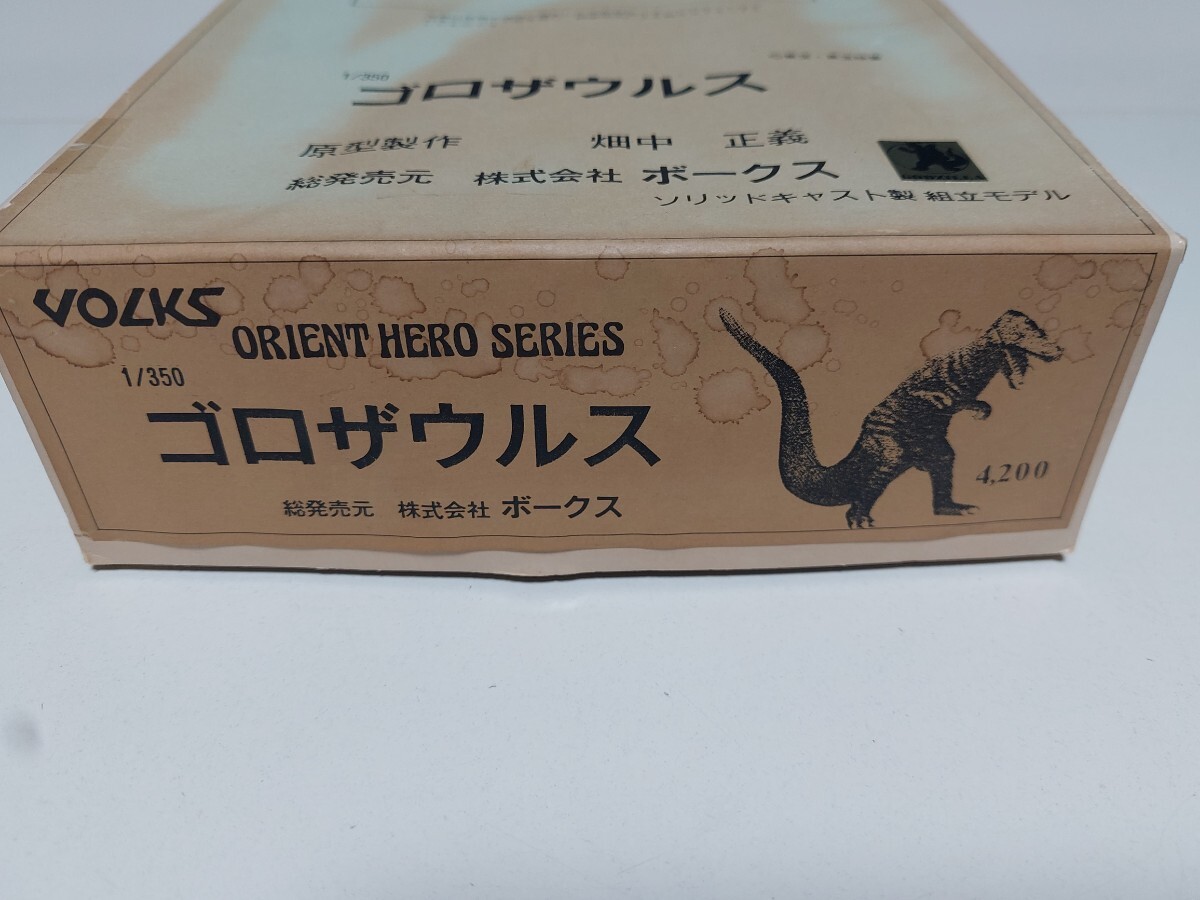 1/350
ゴロザウルス
原型製作 畑中 正義
総発売元 株式会社 ボークス
ソリッドキャスト製 組立モデル
VOLKS
ORIENT HERO SERIES
1/350
ゴロザウルス
4,200
総発売元 株式会社 ボークス